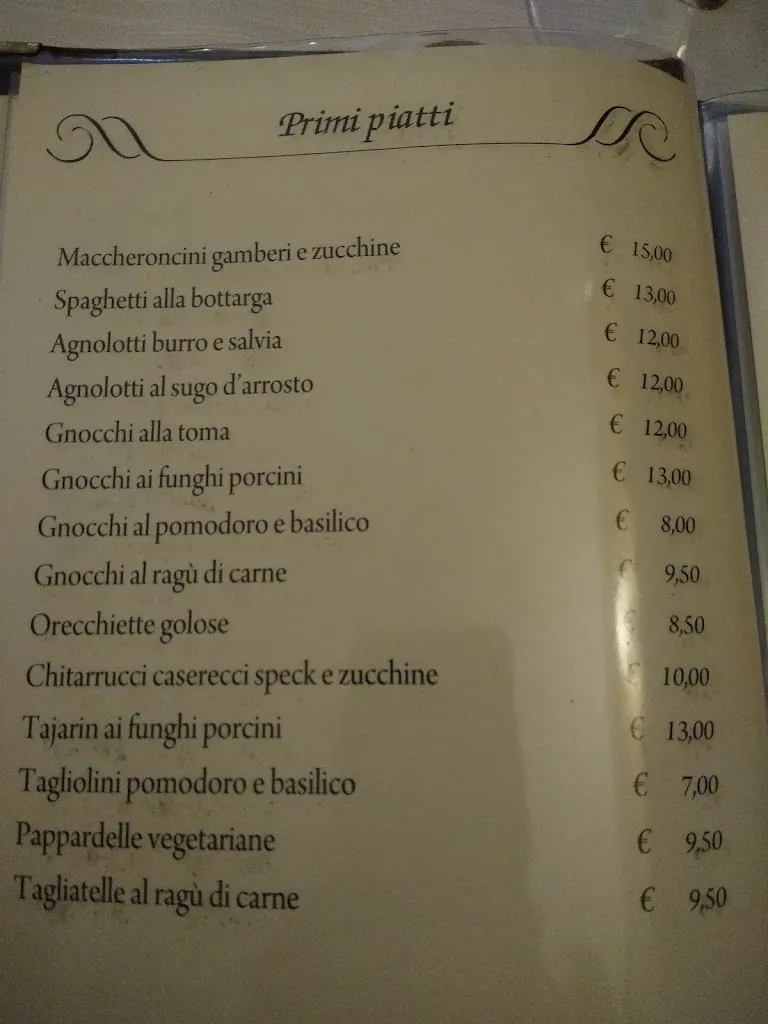 Primi piatti
Maccheroncini gamberi e zucchine € 15,00
Spaghetti alla bottarga € 13,00
Agnolotti burro e salvia € 12,00
Agnolotti al sugo d'arrosto € 12,00
Gnocchi alla toma € 12,00
Gnocchi ai funghi porcini € 13,00
Gnocchi al pomodoro e basilico € 8,00
Gnocchi al ragù di carne € 9,50
Orecchiette golose € 8,50
Chitarrucci caserecci speck e zucchine € 10,00
Tajarin ai funghi porcini € 13,00
Tagliolini pomodoro e basilico € 7,00
Pappardelle vegetariane € 9,50
Tagliatelle al ragù di carne € 9,50